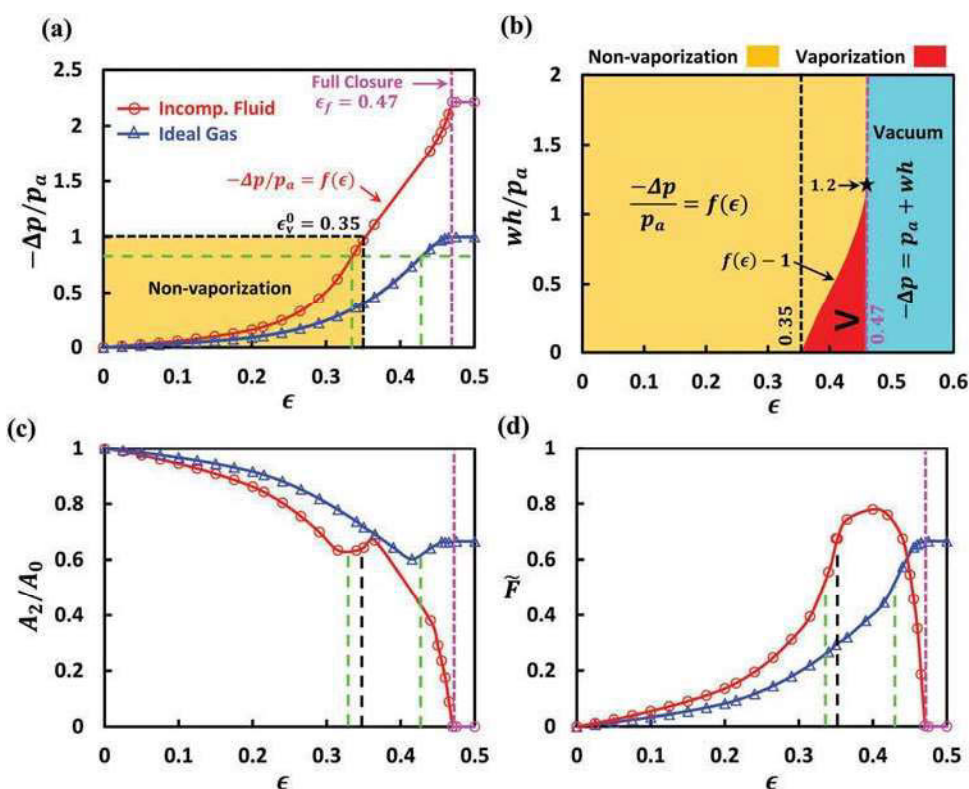 (a)
2.5
2
1.5
1
0.5
0
−Δp/p_a
Incomp. Fluid
Ideal Gas
Full Closure
ϵ_f = 0.47
−Δp/p_a = f(ϵ)
ϵ_v^0 = 0.35
Non-vaporization
0 0.1 0.2 0.3 0.4 0.5
ϵ
(b)
Non-vaporization Vaporization
2
1.5
1
0.5
0
wh/p_a
−Δp/p_a = f(ϵ)
1.2
f(ϵ) − 1
0.35
V
0.47
Vacuum
−Δp = p_a + wh
0 0.1 0.2 0.3 0.4 0.5 0.6
ϵ
(c)
1
0.8
0.6
0.4
0.2
0
A_2/A_0
0 0.1 0.2 0.3 0.4 0.5
ϵ
(d)
1
0.8
0.6
0.4
0.2
0
F̃
0 0.1 0.2 0.3 0.4 0.5
ϵ